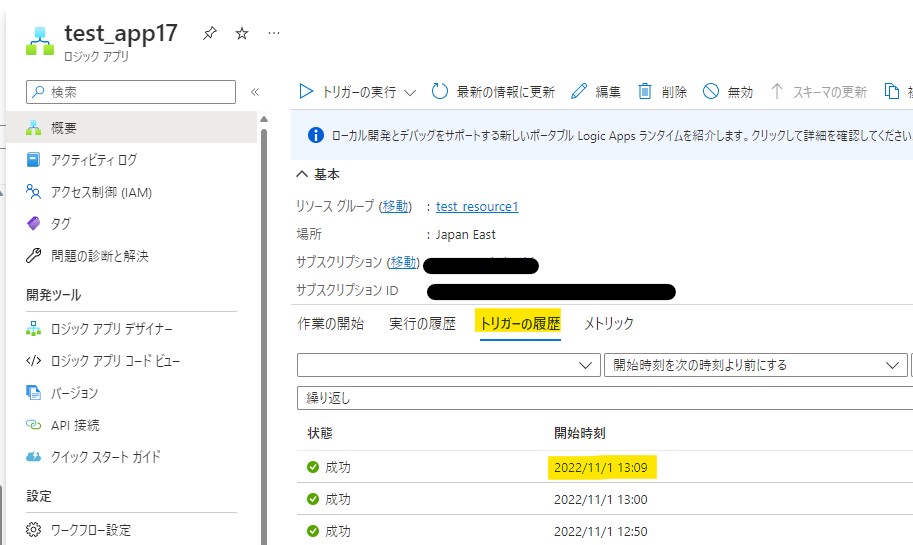 test_app17
ロジック アプリ
検索
概要
アクティビティ ログ
アクセス制御 (IAM)
タグ
問題の診断と解決
開発ツール
ロジック アプリ デザイナー
ロジック アプリ コード ビュー
バージョン
API 接続
クイック スタート ガイド
設定
ワークフロー設定
トリガーの実行 最新の情報に更新 編集 削除 無効 スキーマの更新
ローカル開発とデバッグをサポートする新しいポータブル Logic Apps ランタイムを紹介します。クリックして詳細を確認してください
基本
リソース グループ (移動) : test_resource1
場所 : Japan East
サブスクリプション (移動)
サブスクリプション ID
作業の開始 実行の履歴 トリガーの履歴 メトリック
開始時刻を次の時刻より前にする
繰り返し
状態 開始時刻
成功 2022/11/1 13:09
成功 2022/11/1 13:00
成功 2022/11/1 12:50